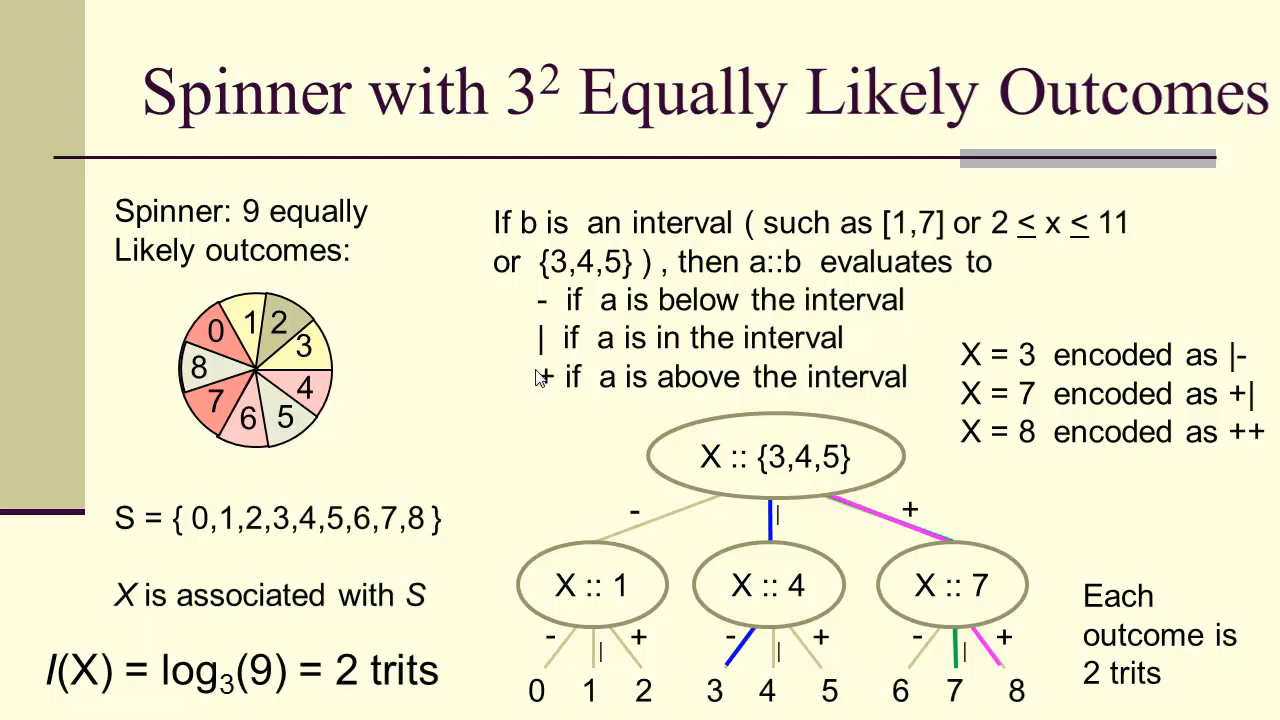 Spinner with 3² Equally Likely Outcomes
Spinner: 9 equally
Likely outcomes:
0 1 2 3 4 5 6 7 8
S = { 0,1,2,3,4,5,6,7,8 }
X is associated with S
I(X) = log₃(9) = 2 trits
If b is an interval ( such as [1,7] or 2 < x < 11
or {3,4,5} ) , then a::b evaluates to
- if a is below the interval
| if a is in the interval
+ if a is above the interval
X = 3 encoded as |-
X = 7 encoded as +|
X = 8 encoded as ++
X :: {3,4,5}
- | +
X :: 1 X :: 4 X :: 7
- | + - | + - | +
0 1 2 3 4 5 6 7 8
Each
outcome is
2 trits